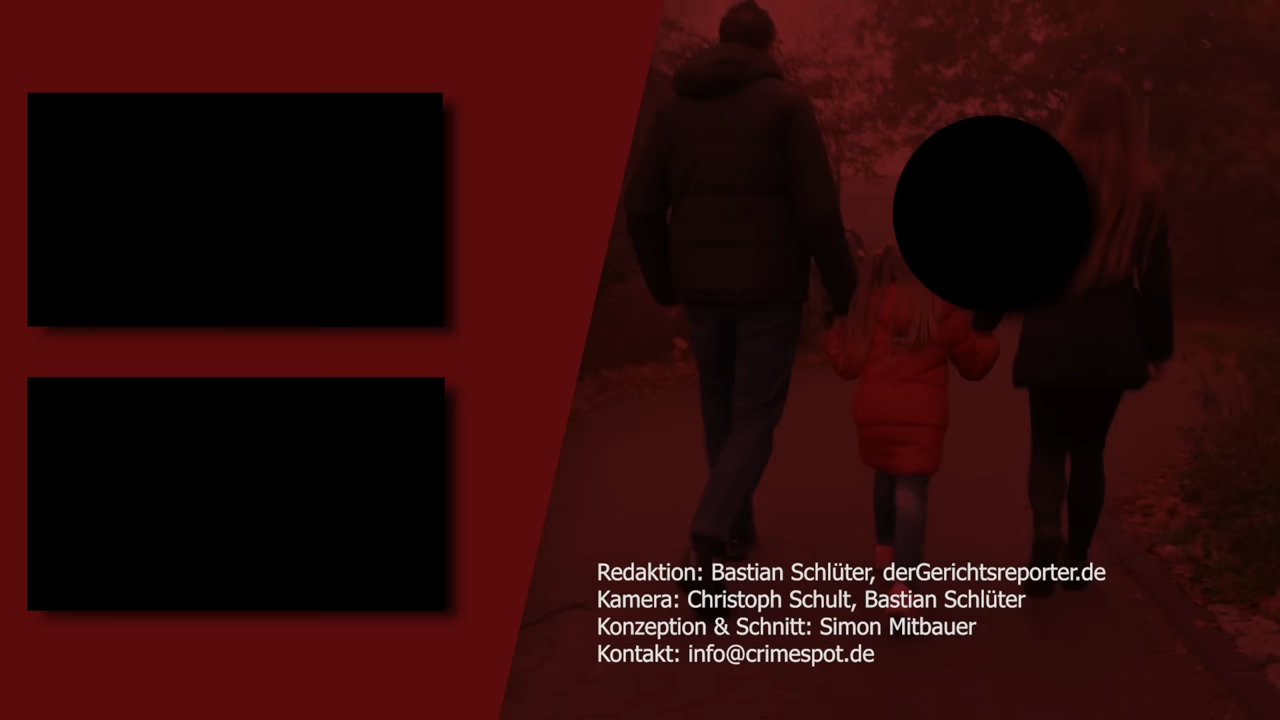 Redaktion: Bastian Schlüter, derGerichtsreporter.de
Kamera: Christoph Schult, Bastian Schlüter
Konzeption & Schnitt: Simon Mitbauer
Kontakt: info@crimespot.de